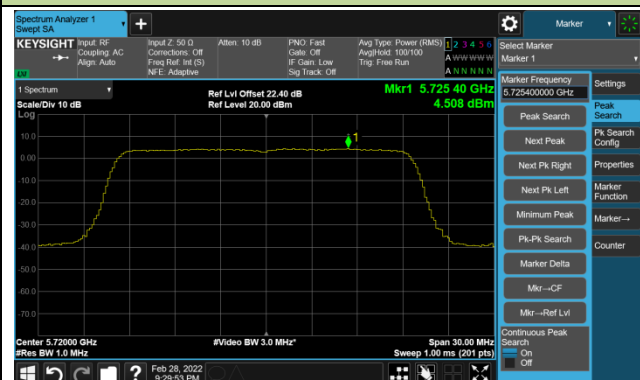 Spectrum Analyzer 1
Swept SA
Marker
KEYSIGHT
Input: RF
Coupling: AC
Align: Auto
Input Z: 50 Ω
Corrections: Off
Freq Ref: Int (S)
NFE: Adaptive
Atten: 10 dB
PNO: Fast
Gate: Off
IF Gain: Low
Sig Track: Off
Avg Type: Power (RMS)
Avg|Hold: 100/100
Trig: Free Run
1 2 3 4 5 6
A W W W W W
A N N N N N
Select Marker
Marker 1
LXI
1 Spectrum
Scale/Div 10 dB
Log
Ref Lvl Offset 22.40 dB
Ref Level 20.00 dBm
Mkr1 5.725 40 GHz
4.508 dBm
1
10.0
0.00
-10.0
-20.0
-30.0
-40.0
-50.0
-60.0
-70.0
Center 5.72000 GHz
#Res BW 1.0 MHz
#Video BW 3.0 MHz*
Span 30.00 MHz
Sweep 1.00 ms (201 pts)
Marker Frequency
5.725400000 GHz
Peak Search
Next Peak
Next Pk Right
Next Pk Left
Minimum Peak
Pk-Pk Search
Marker Delta
Mkr→CF
Mkr→Ref Lvl
Continuous Peak
Search
On
Off
Settings
Peak
Search
Pk Search
Config
Properties
Marker
Function
Marker→
Counter
?
Feb 28, 2022
9:29:53 PM